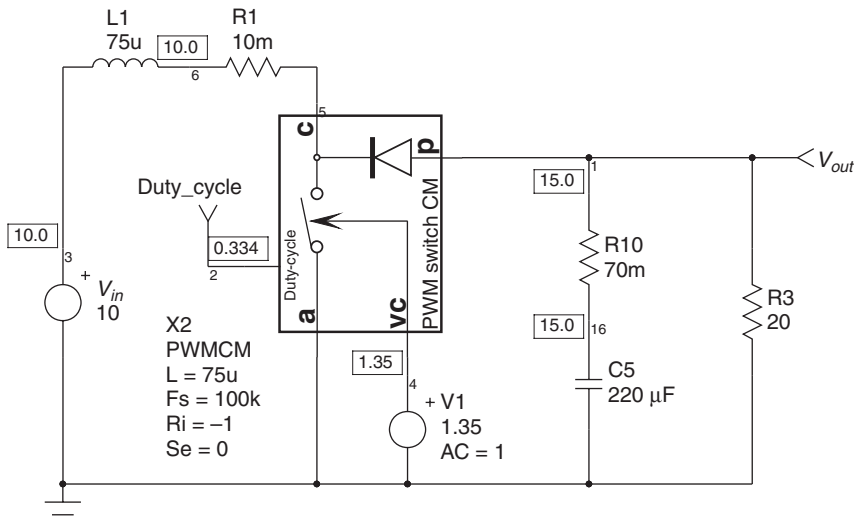 L1
75u
10.0
6
R1
10m
5
c
p
PWM switch CM
Duty_cycle
0.334
2
Duty-cycle
a
vc
10.0
3
+
Vin
10
X2
PWMCM
L = 75u
Fs = 100k
Ri = –1
Se = 0
1.35
4
+ V1
1.35
AC = 1
15.0
1
R10
70m
15.0
16
C5
220 µF
R3
20
Vout